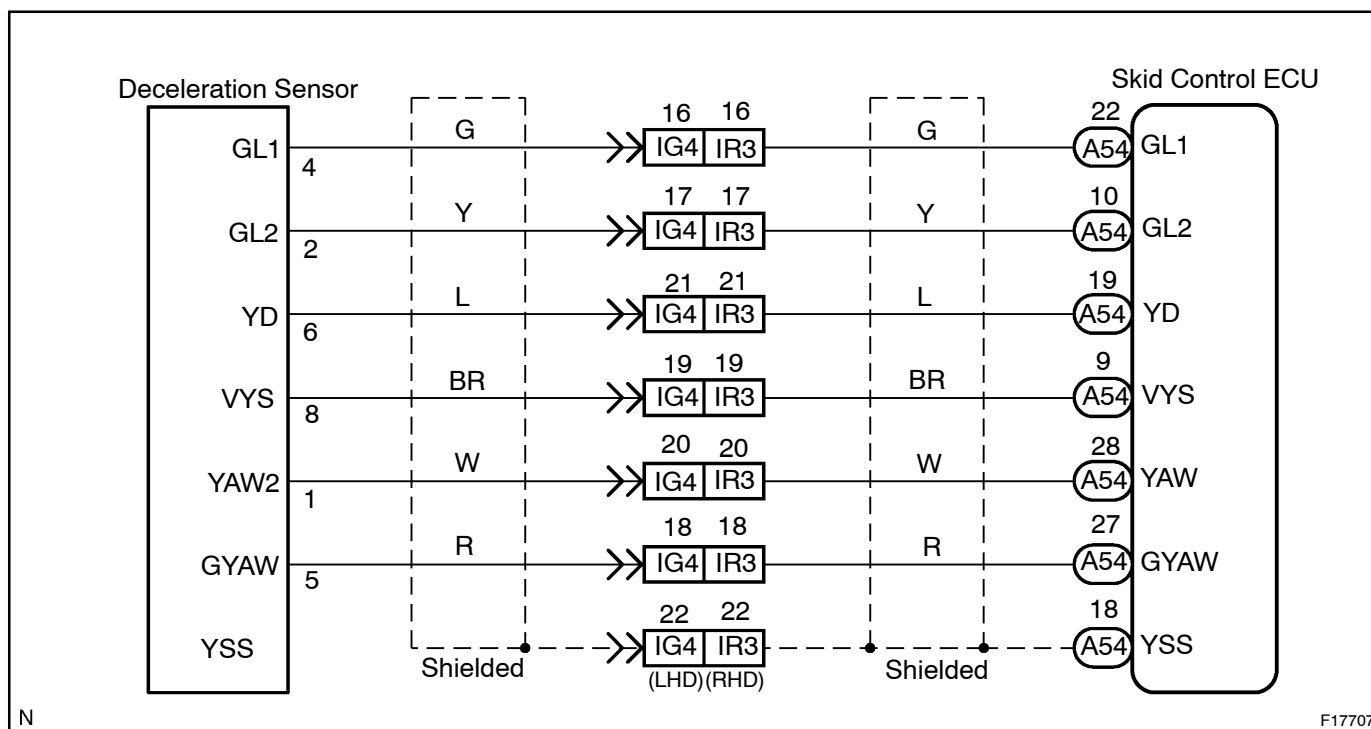 Deceleration Sensor
Skid Control ECU
GL1 4 G 16 16 IG4 IR3 G 22 A54 GL1
GL2 2 Y 17 17 IG4 IR3 Y 10 A54 GL2
YD 6 L 21 21 IG4 IR3 L 19 A54 YD
VYS 8 BR 19 19 IG4 IR3 BR 9 A54 VYS
YAW2 1 W 20 20 IG4 IR3 W 28 A54 YAW
GYAW 5 R 18 18 IG4 IR3 R 27 A54 GYAW
YSS 22 22 IG4 IR3 18 A54 YSS
Shielded (LHD) (RHD) Shielded
N F17707